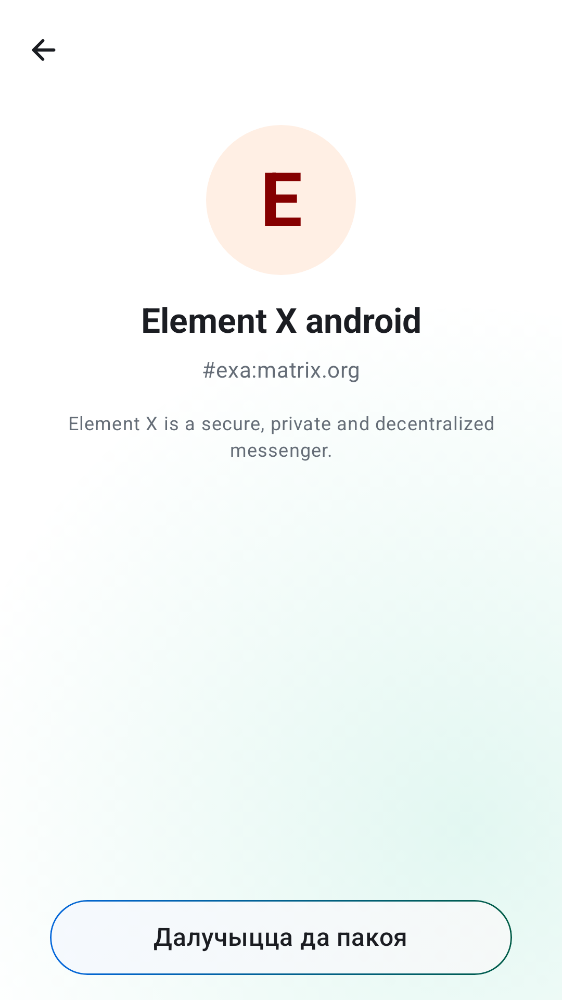 E
Element X android
#exa:matrix.org
Element X is a secure, private and decentralized
messenger.
Далучыцца да пакоя